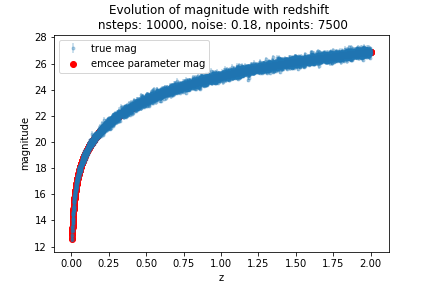 Evolution of magnitude with redshift
nsteps: 10000, noise: 0.18, npoints: 7500
28
26
24
22
20
18
16
14
12
magnitude
true mag
emcee parameter mag
0.00 0.25 0.50 0.75 1.00 1.25 1.50 1.75 2.00
z